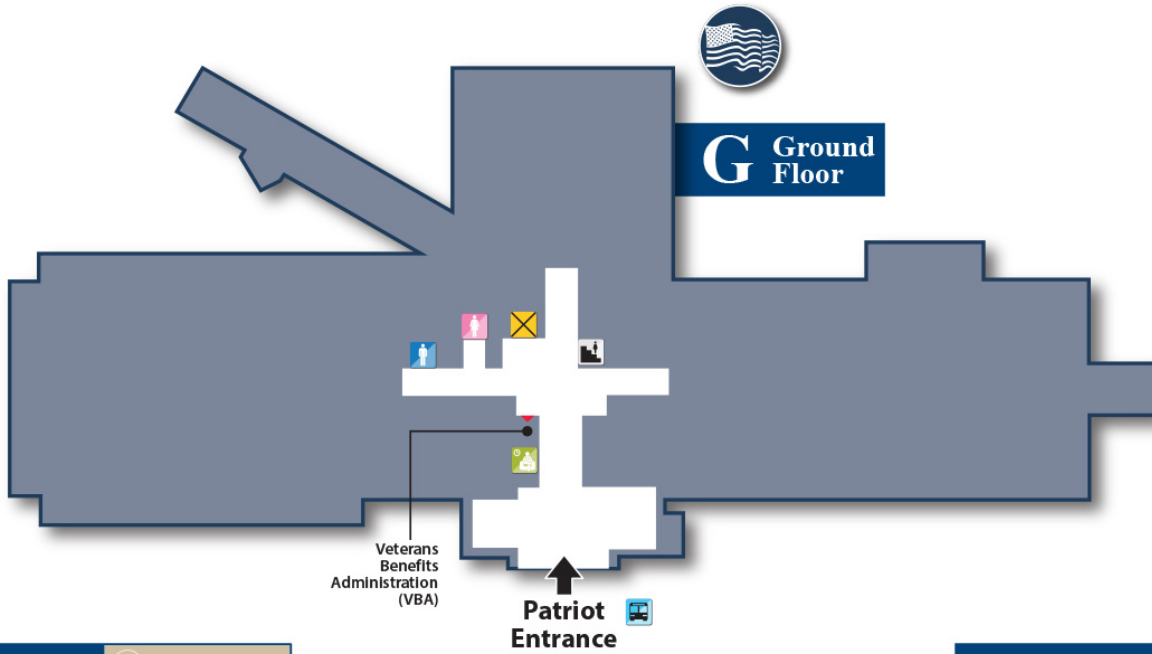 G Ground
Floor
Veterans
Benefits
Administration
(VBA)
Patriot
Entrance